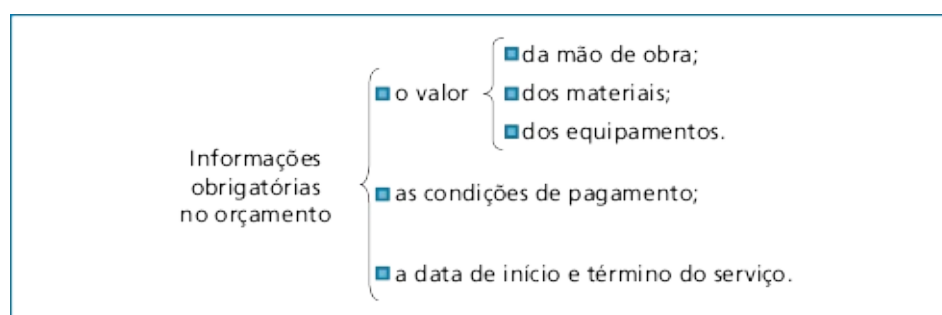 Informações
obrigatórias
no orçamento
o valor
da mão de obra;
dos materiais;
dos equipamentos.
as condições de pagamento;
a data de início e término do serviço.